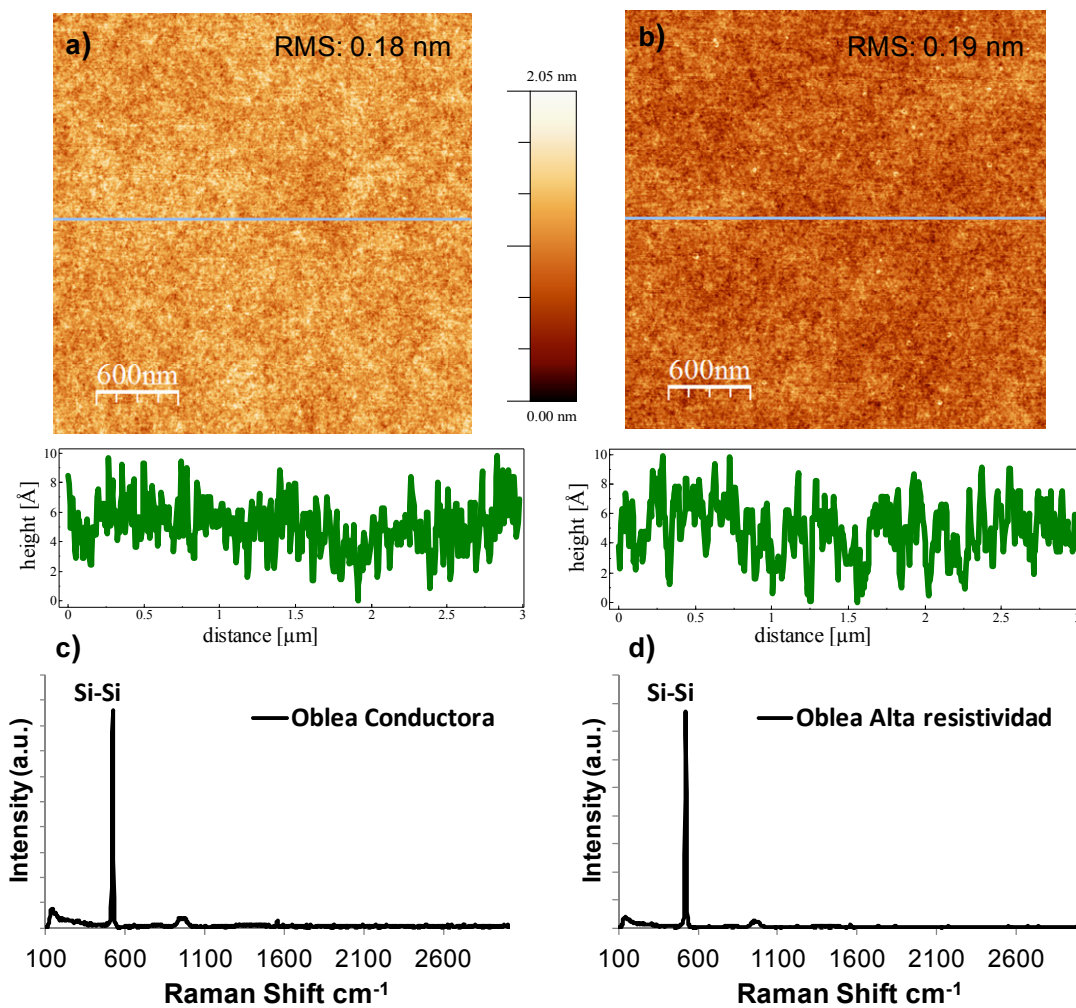 a)
RMS: 0.18 nm
2.05 nm
0.00 nm
600nm
b)
RMS: 0.19 nm
600nm
10
8
6
4
2
0
height [Å]
0
0.5
1
1.5
2
2.5
3
distance [µm]
10
8
6
4
2
0
height [Å]
0
0.5
1
1.5
2
2.5
distance [µm]
c)
Si-Si
Oblea Conductora
Intensity (a.u.)
100
600
1100
1600
2100
2600
Raman Shift cm⁻¹
d)
Si-Si
Oblea Alta resistividad
Intensity (a.u.)
100
600
1100
1600
2100
2600
Raman Shift cm⁻¹